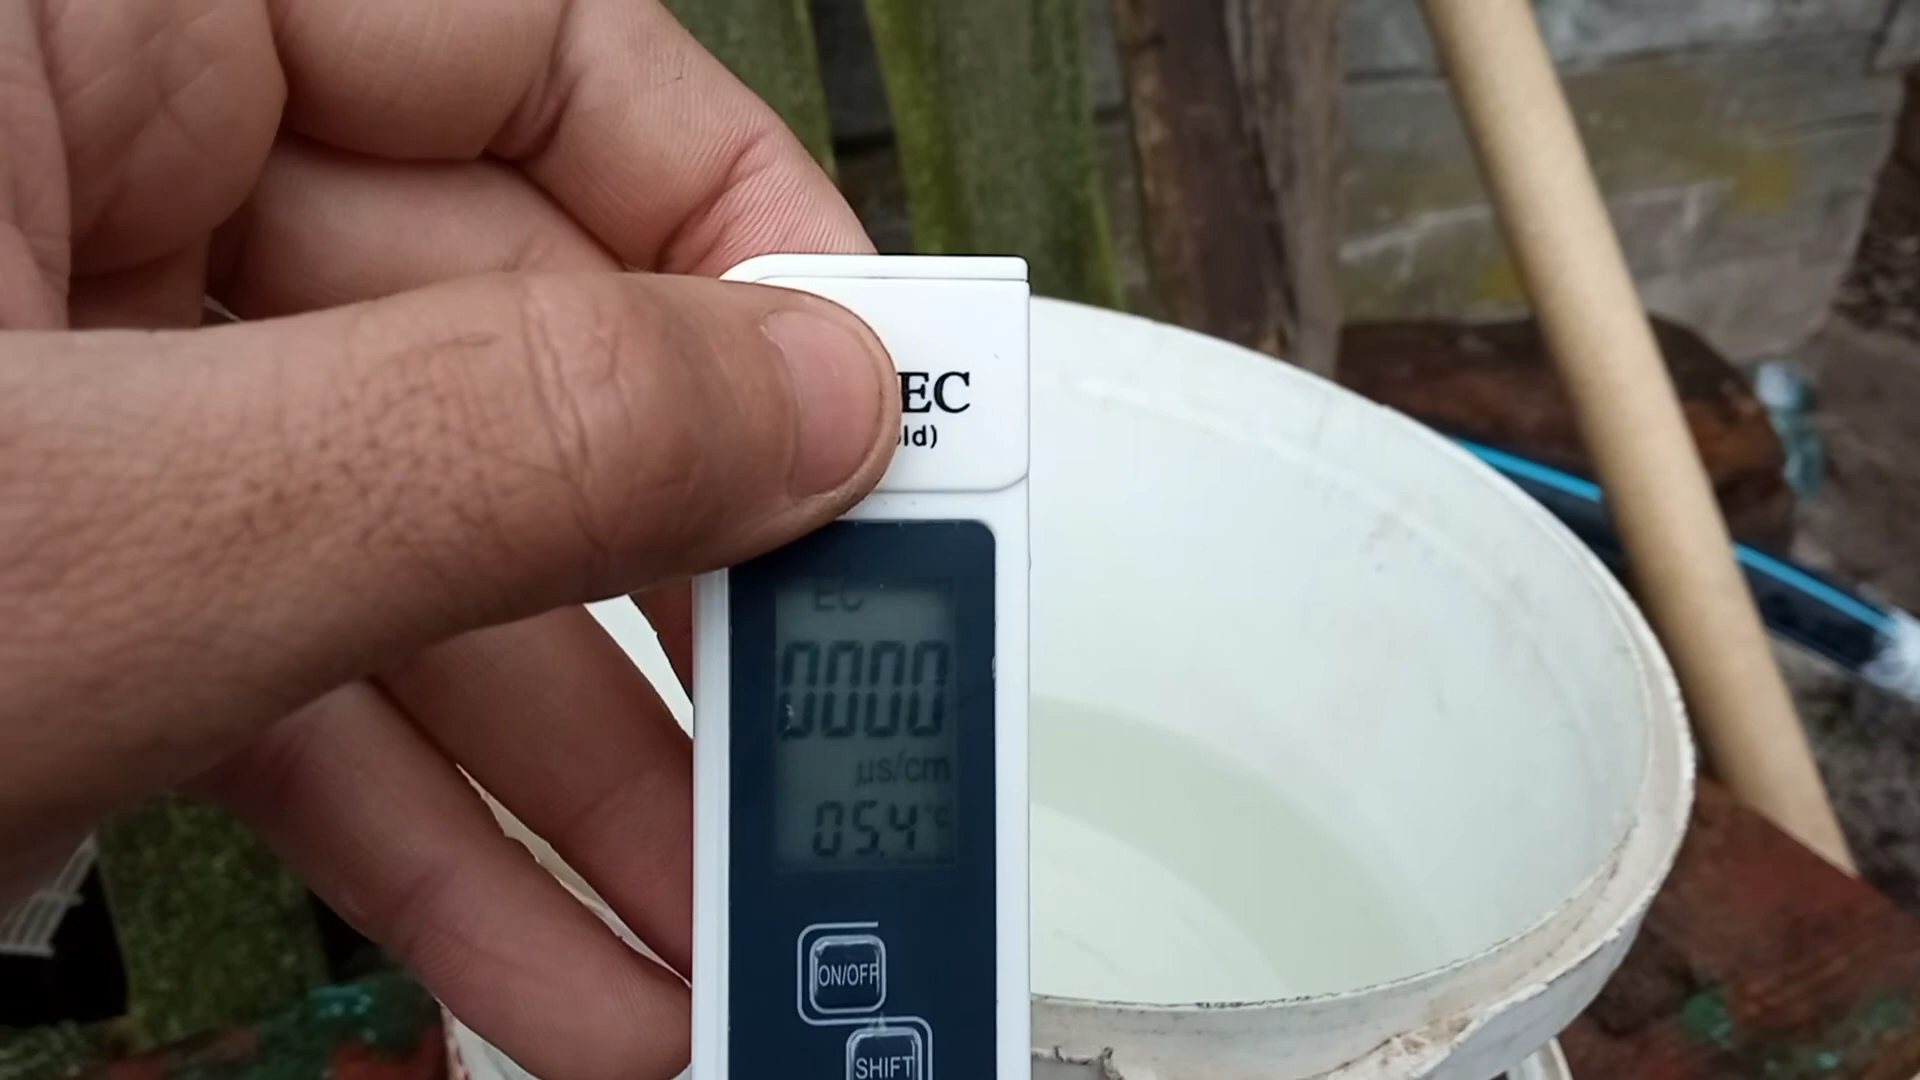 EC
ld)
EC
0000
µs/cm
05.4°C
ON/OFF
SHIFT